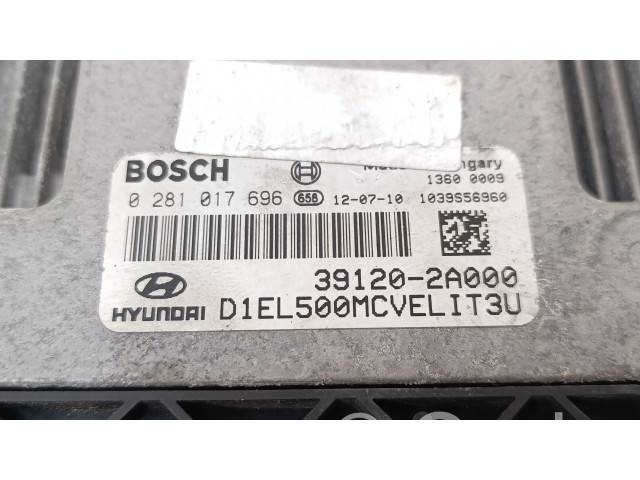 BOSCH
1360 0009
0 281 017 696 656 12-07-10 1039S56960
39120-2A000
HYUNDAI D1EL500MCVELIT3U